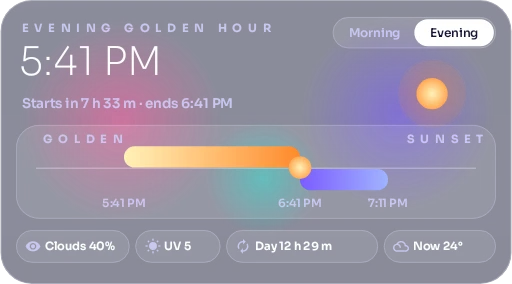 EVENING GOLDEN HOUR
Morning Evening
5:41 PM
Starts in 7 h 33 m · ends 6:41 PM
GOLDEN SUNSET
5:41 PM 6:41 PM 7:11 PM
Clouds 40% UV 5 Day 12 h 29 m Now 24°